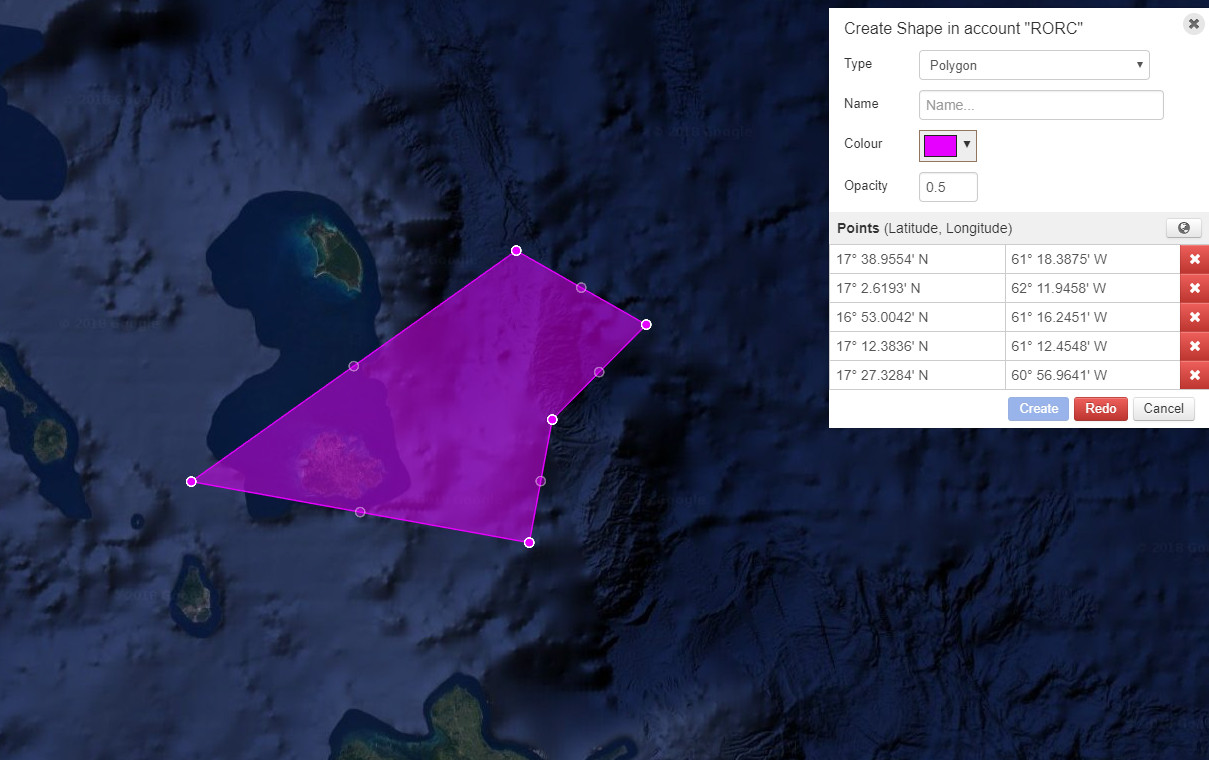 Create Shape in account "RORC"
Type
Polygon
Name
Name...
Colour
Opacity
0.5
Points (Latitude, Longitude)
17° 38.9554' N 61° 18.3875' W
17° 2.6193' N 62° 11.9458' W
16° 53.0042' N 61° 16.2451' W
17° 12.3836' N 61° 12.4548' W
17° 27.3284' N 60° 56.9641' W
Create Redo Cancel